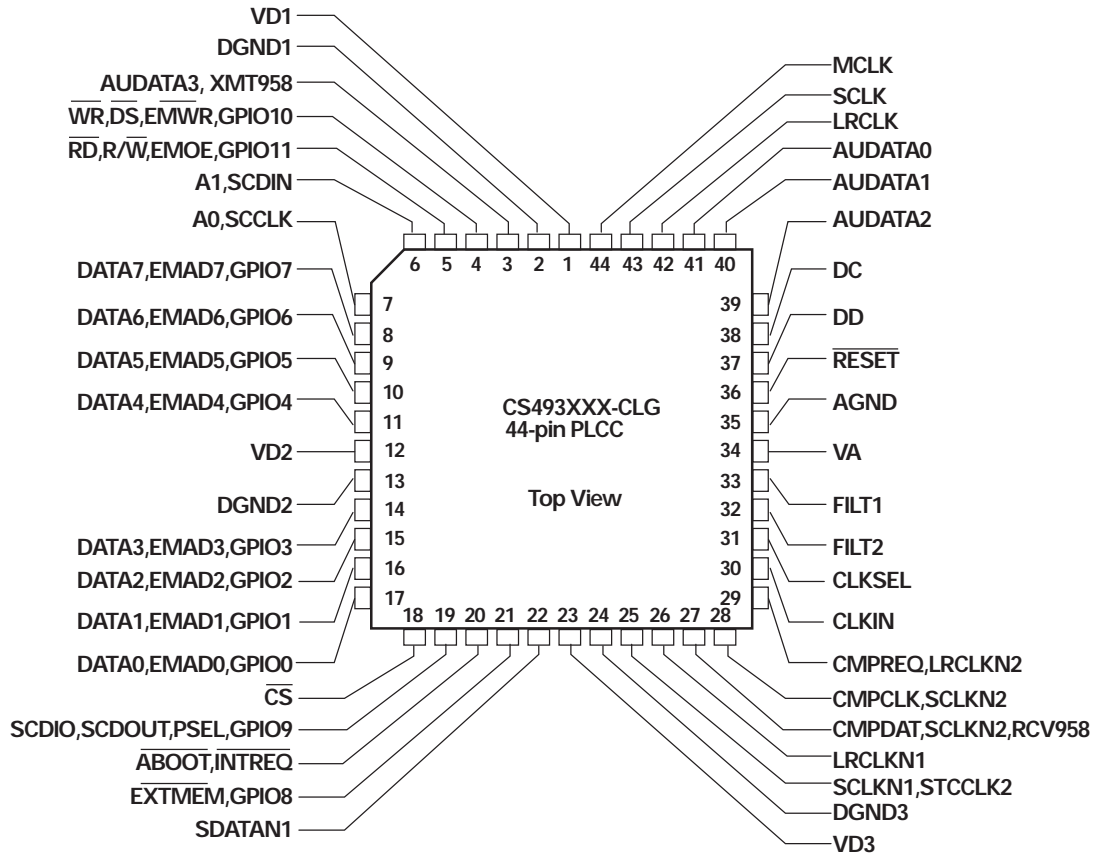 VD1
DGND1
AUDATA3, XMT958
WR,DS,EMWR,GPIO10
RD,R/W,EMOE,GPIO11
A1,SCDIN
A0,SCCLK
DATA7,EMAD7,GPIO7
DATA6,EMAD6,GPIO6
DATA5,EMAD5,GPIO5
DATA4,EMAD4,GPIO4
VD2
DGND2
DATA3,EMAD3,GPIO3
DATA2,EMAD2,GPIO2
DATA1,EMAD1,GPIO1
DATA0,EMAD0,GPIO0
CS
SCDIO,SCDOUT,PSEL,GPIO9
ABOOT,INTREQ
EXTMEM,GPIO8
SDATAN1
6 5 4 3 2 1 44 43 42 41 40
7
8
9
10
11
12
13
14
15
16
17
CS493XXX-CLG
44-pin PLCC
Top View
39
38
37
36
35
34
33
32
31
30
29
18 19 20 21 22 23 24 25 26 27 28
MCLK
SCLK
LRCLK
AUDATA0
AUDATA1
AUDATA2
DC
DD
RESET
AGND
VA
FILT1
FILT2
CLKSEL
CLKIN
CMPREQ,LRCLKN2
CMPCLK,SCLKN2
CMPDAT,SCLKN2,RCV958
LRCLKN1
SCLKN1,STCCLK2
DGND3
VD3